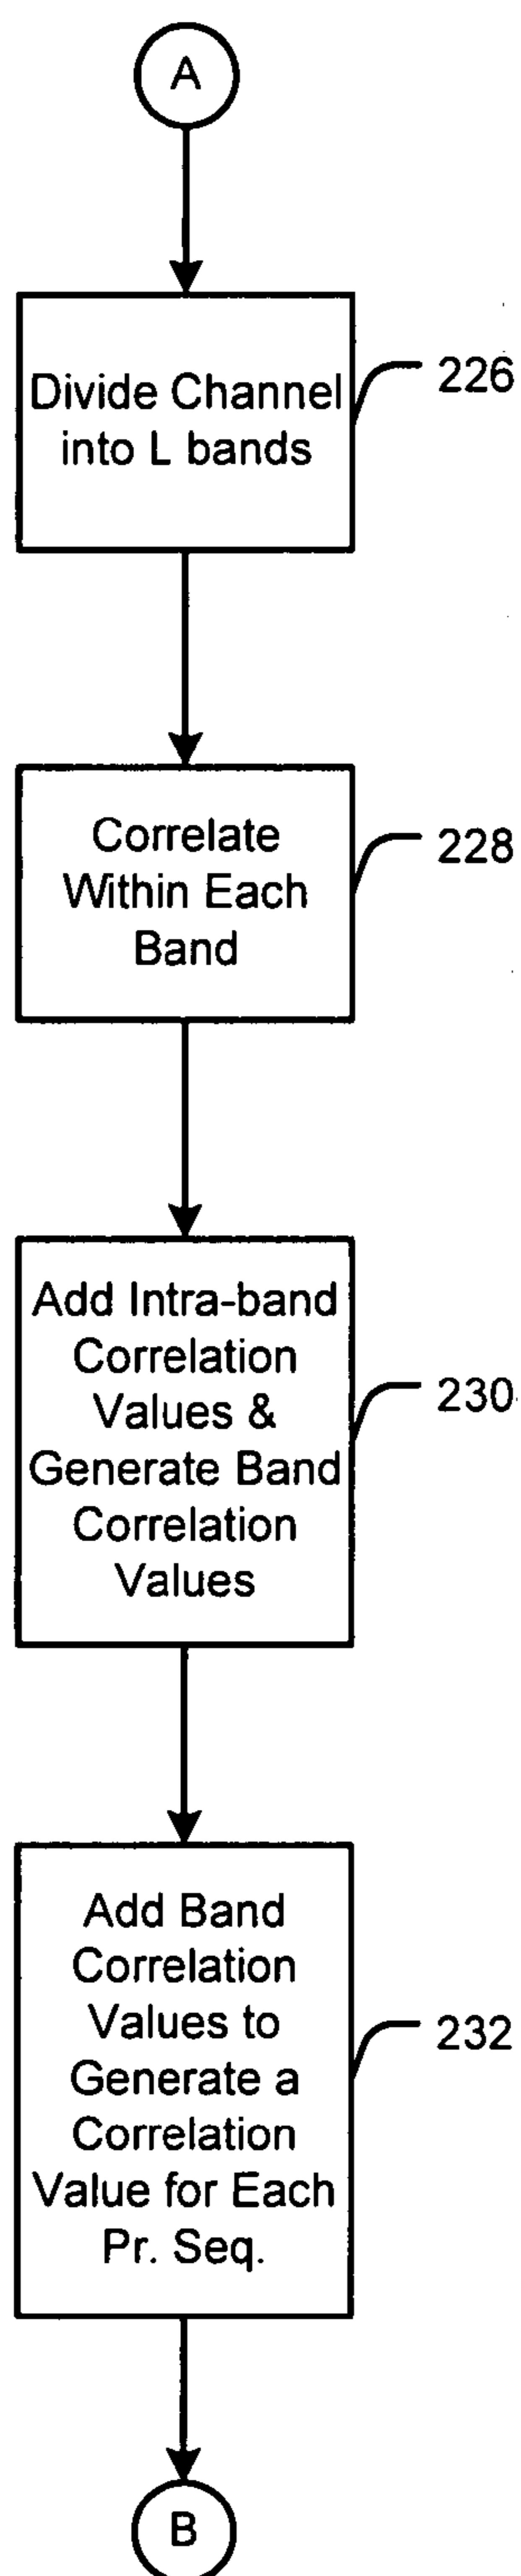 A
Divide Channel
into L bands
226
Correlate
Within Each
Band
228
Add Intra-band
Correlation
Values &
Generate Band
Correlation
Values
230
Add Band
Correlation
Values to
Generate a
Correlation
Value for Each
Pr. Seq.
232
B